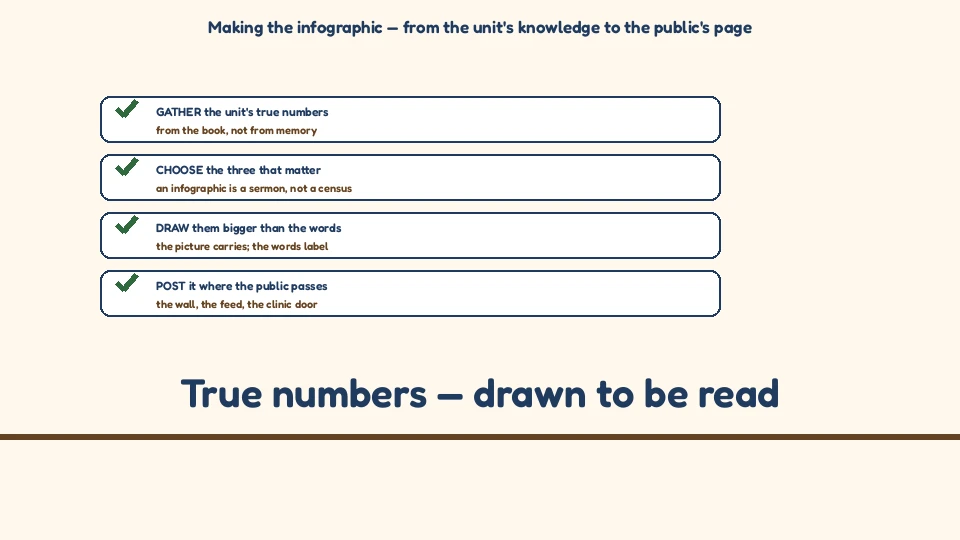 Making the infographic — from the unit's knowledge to the public's page
GATHER the unit's true numbers
from the book, not from memory
CHOOSE the three that matter
an infographic is a sermon, not a census
DRAW them bigger than the words
the picture carries; the words label
POST it where the public passes
the wall, the feed, the clinic door
True numbers — drawn to be read